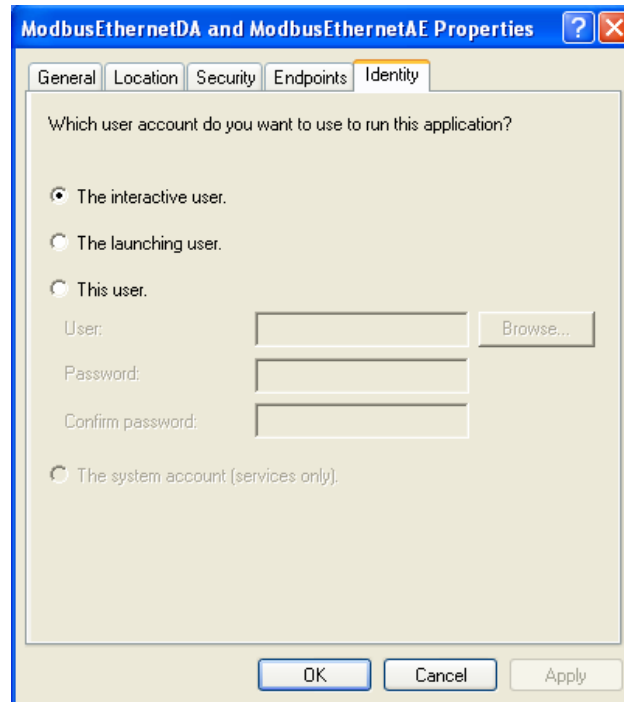 ModbusEthernetDA and ModbusEthernetAE Properties
General Location Security Endpoints Identity
Which user account do you want to use to run this application?
The interactive user.
The launching user.
This user.
User: Browse...
Password:
Confirm password:
The system account (services only).
OK Cancel Apply